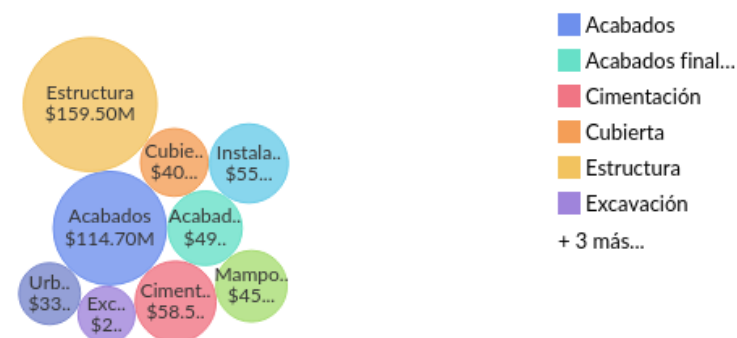 Estructura
$159.50M
Cubie..
$40...
Instala..
$55...
Acabados
$114.70M
Acabad..
$49..
Urb..
$33..
Exc..
$2..
Ciment..
$58.5..
Mampo..
$45...
Acabados
Acabados final...
Cimentación
Cubierta
Estructura
Excavación
+ 3 más...